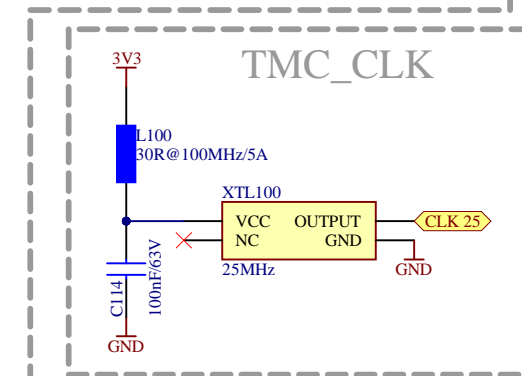 TMC_CLK
3V3
L100
30R@100MHz/5A
XTL100
VCC OUTPUT
NC GND
CLK 25
25MHz
GND
C114
100nF/63V
GND